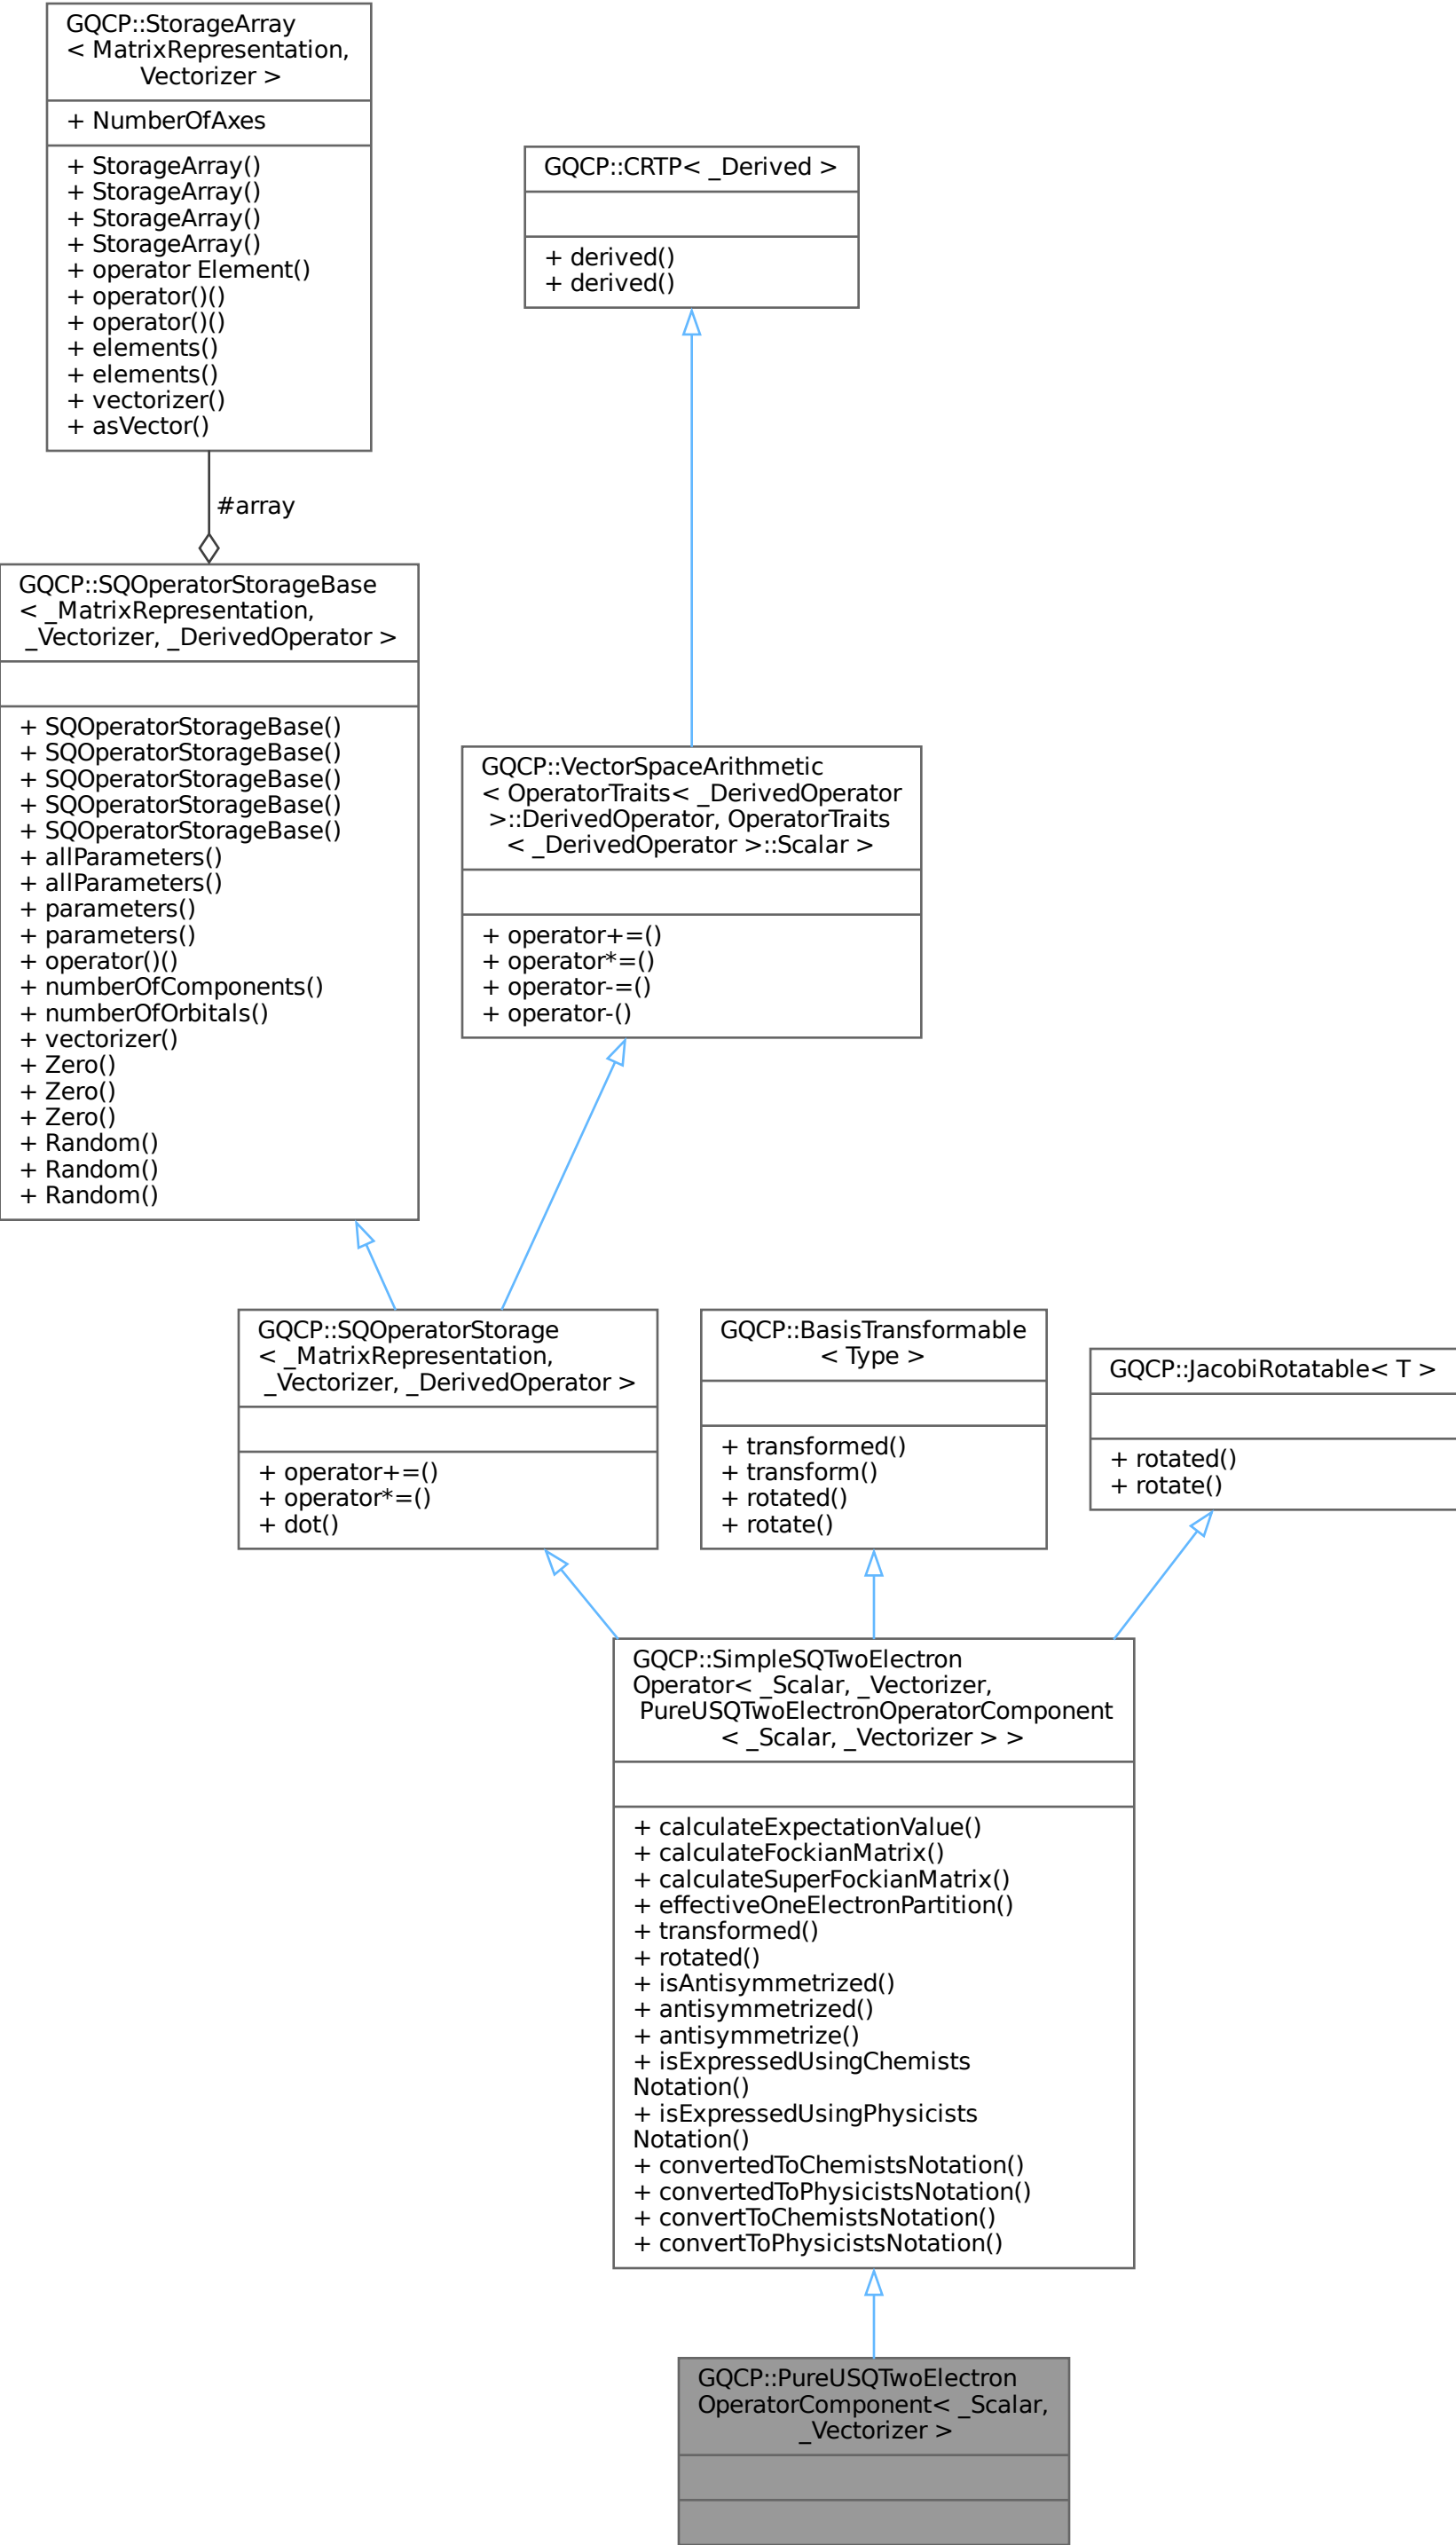 GQCP::StorageArray
< MatrixRepresentation,
Vectorizer >
+ NumberOfAxes
+ StorageArray()
+ StorageArray()
+ StorageArray()
+ StorageArray()
+ operator Element()
+ operator()()
+ operator()()
+ elements()
+ elements()
+ vectorizer()
+ asVector()
GQCP::CRTP< _Derived >
+ derived()
+ derived()
#array
GQCP::SQOperatorStorageBase
< _MatrixRepresentation,
_Vectorizer, _DerivedOperator >
+ SQOperatorStorageBase()
+ SQOperatorStorageBase()
+ SQOperatorStorageBase()
+ SQOperatorStorageBase()
+ SQOperatorStorageBase()
+ allParameters()
+ allParameters()
+ parameters()
+ parameters()
+ operator()()
+ numberOfComponents()
+ numberOfOrbitals()
+ vectorizer()
+ Zero()
+ Zero()
+ Zero()
+ Random()
+ Random()
+ Random()
GQCP::VectorSpaceArithmetic
< OperatorTraits< _DerivedOperator
>::DerivedOperator, OperatorTraits
< _DerivedOperator >::Scalar >
+ operator+=()
+ operator*=()
+ operator-=()
+ operator-()
GQCP::SQOperatorStorage
< _MatrixRepresentation,
_Vectorizer, _DerivedOperator >
+ operator+=()
+ operator*=()
+ dot()
GQCP::BasisTransformable
< Type >
+ transformed()
+ transform()
+ rotated()
+ rotate()
GQCP::JacobiRotatable< T >
+ rotated()
+ rotate()
GQCP::SimpleSQTwoElectron
Operator< _Scalar, _Vectorizer,
PureUSQTwoElectronOperatorComponent
< _Scalar, _Vectorizer > >
+ calculateExpectationValue()
+ calculateFockianMatrix()
+ calculateSuperFockianMatrix()
+ effectiveOneElectronPartition()
+ transformed()
+ rotated()
+ isAntisymmetrized()
+ antisymmetrized()
+ antisymmetrize()
+ isExpressedUsingChemists
Notation()
+ isExpressedUsingPhysicists
Notation()
+ convertedToChemistsNotation()
+ convertedToPhysicistsNotation()
+ convertToChemistsNotation()
+ convertToPhysicistsNotation()
GQCP::PureUSQTwoElectron
OperatorComponent< _Scalar,
_Vectorizer >